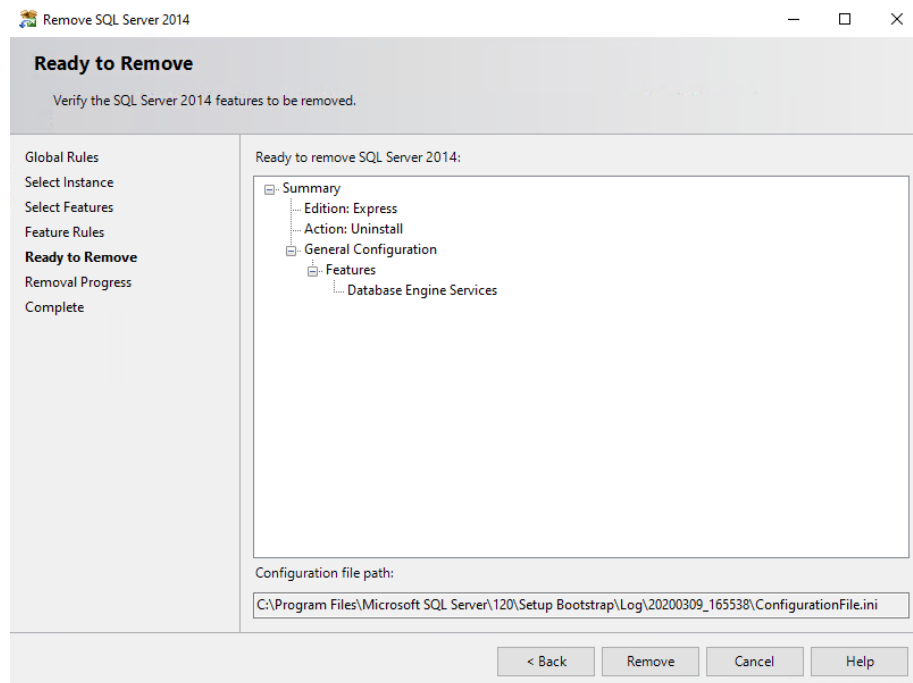 Remove SQL Server 2014
Ready to Remove
Verify the SQL Server 2014 features to be removed.
Global Rules
Select Instance
Select Features
Feature Rules
Ready to Remove
Removal Progress
Complete
Ready to remove SQL Server 2014:
Summary
Edition: Express
Action: Uninstall
General Configuration
Features
Database Engine Services
Configuration file path:
C:\Program Files\Microsoft SQL Server\120\Setup Bootstrap\Log\20200309_165538\ConfigurationFile.ini
< Back
Remove
Cancel
Help